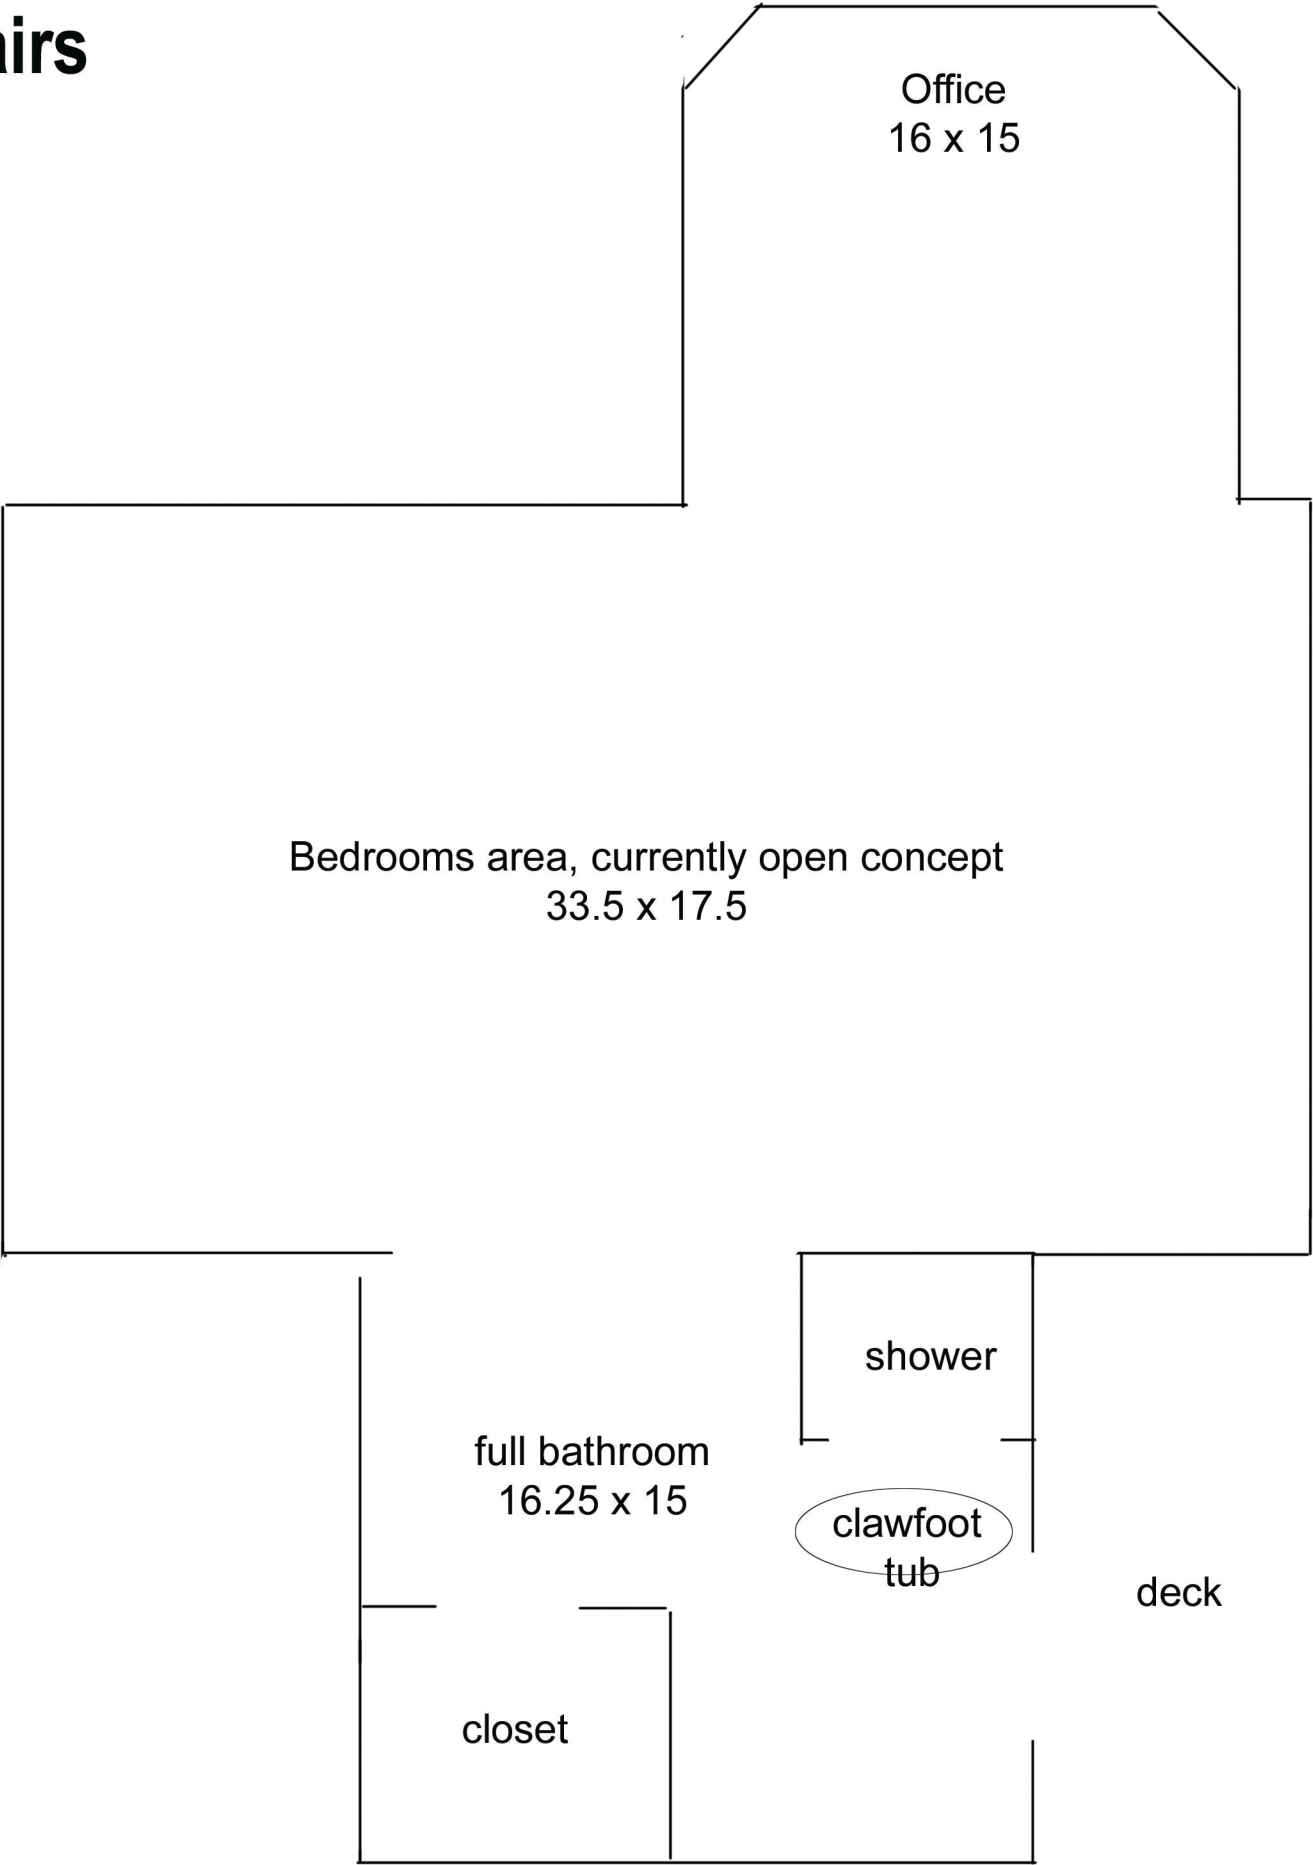 Office
16 x 15
Bedrooms area, currently open concept
33.5 x 17.5
shower
full bathroom
16.25 x 15
clawfoot
tub
deck
closet